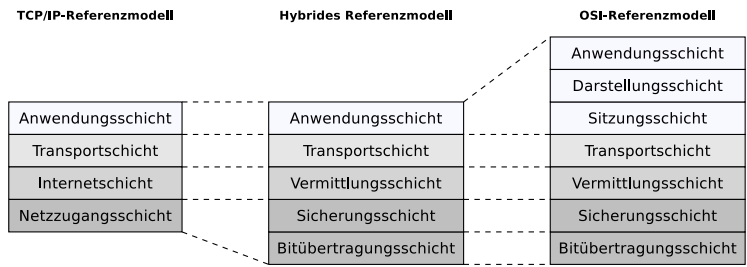 TCP/IP-Referenzmodell
Hybrides Referenzmodell
OSI-Referenzmodell
Anwendungsschicht
Transportschicht
Internetschicht
Netzzugangsschicht
Anwendungsschicht
Transportschicht
Vermittlungsschicht
Sicherungsschicht
Bitübertragungsschicht
Anwendungsschicht
Darstellungsschicht
Sitzungsschicht
Transportschicht
Vermittlungsschicht
Sicherungsschicht
Bitübertragungsschicht